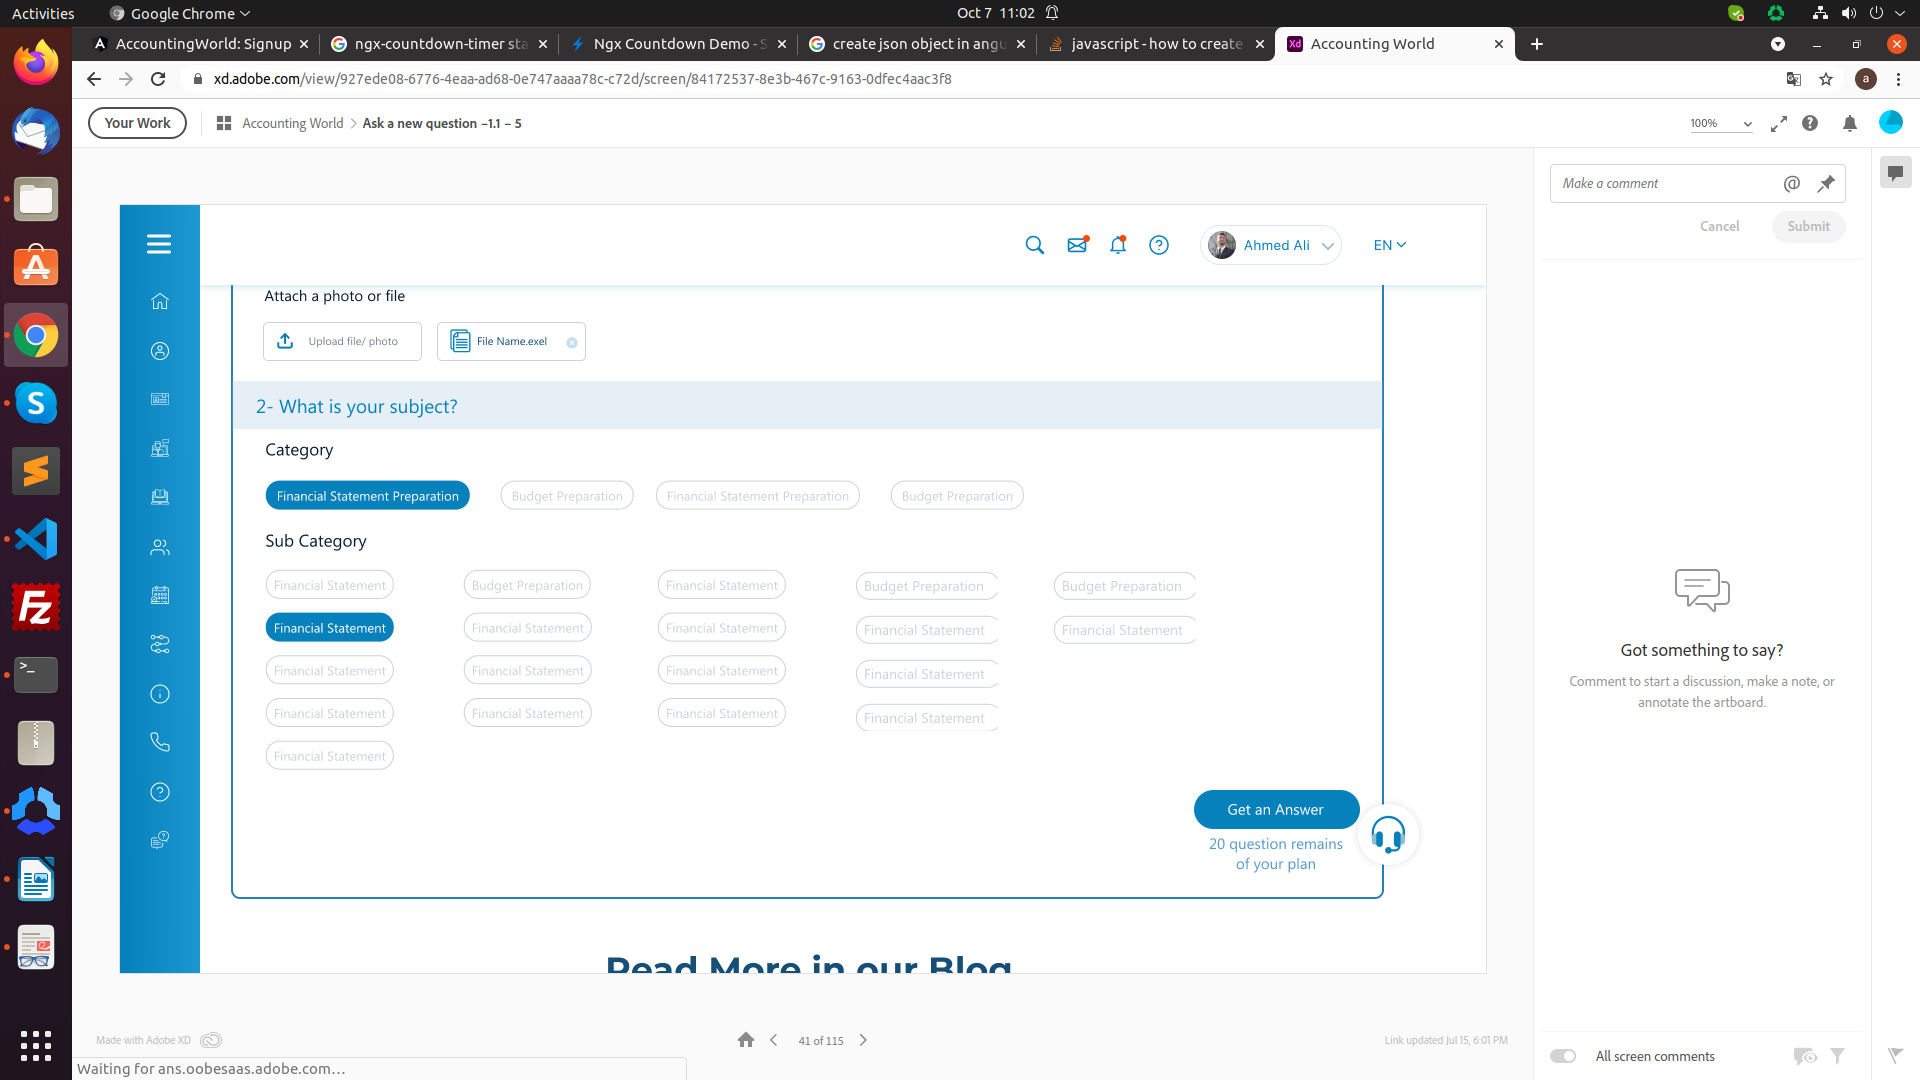 Activities
Google Chrome
Oct 7 11:02
AccountingWorld: Signup
ngx-countdown-timer sta
Ngx Countdown Demo - S
create json object in angu
javascript - how to create
Xd
Accounting World
xd.adobe.com/view/927ede08-6776-4eaa-ad68-0e747aaaa78c-c72d/screen/84172537-8e3b-467c-9163-0dfec4aac3f8
a
Your Work
Accounting World
Ask a new question –1.1 – 5
100%
Make a comment
@
Cancel
Submit
Ahmed Ali
EN
Attach a photo or file
Upload file/ photo
File Name.exel
2- What is your subject?
Category
Financial Statement Preparation
Budget Preparation
Financial Statement Preparation
Budget Preparation
Sub Category
Financial Statement
Budget Preparation
Financial Statement
Budget Preparation
Budget Preparation
Financial Statement
Financial Statement
Financial Statement
Financial Statement
Financial Statement
Financial Statement
Financial Statement
Financial Statement
Financial Statement
Financial Statement
Financial Statement
Financial Statement
Financial Statement
Financial Statement
Get an Answer
20 question remains
of your plan
Read More in our Blog
Got something to say?
Comment to start a discussion, make a note, or
annotate the artboard.
Made with Adobe XD
41 of 115
Link updated Jul 15, 6:01 PM
All screen comments
Waiting for ans.oobesaas.adobe.com…